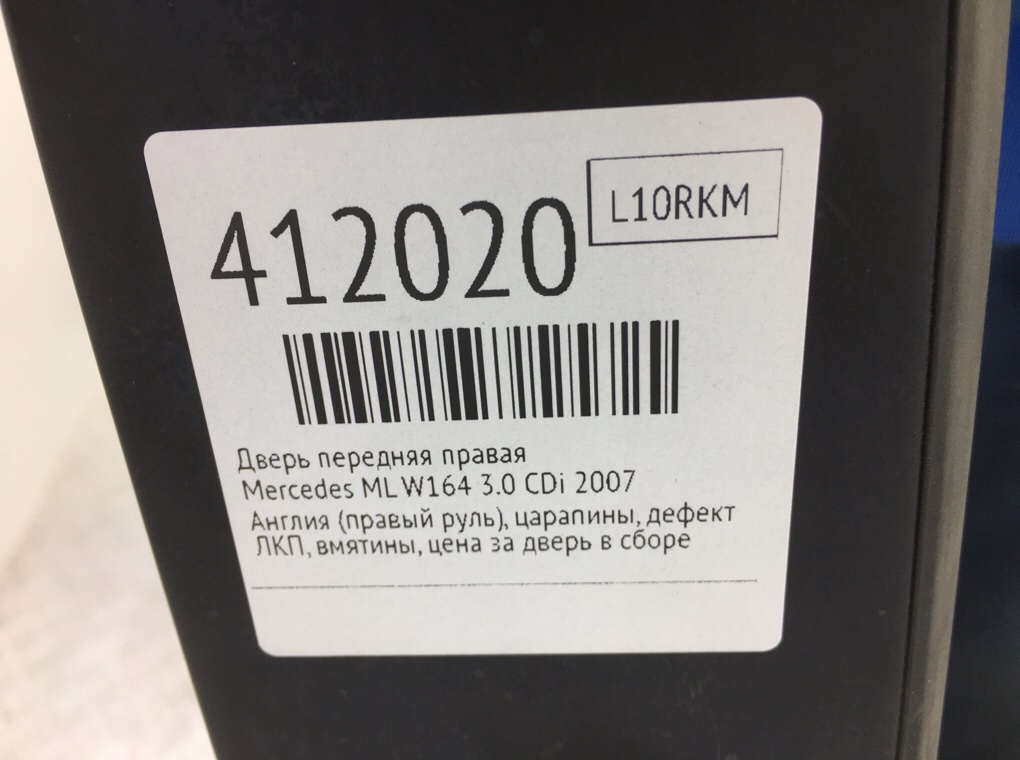 412020
L10RKM
Дверь передняя правая
Mercedes ML W164 3.0 CDi 2007
Англия (правый руль), царапины, дефект
ЛКП, вмятины, цена за дверь в сборе